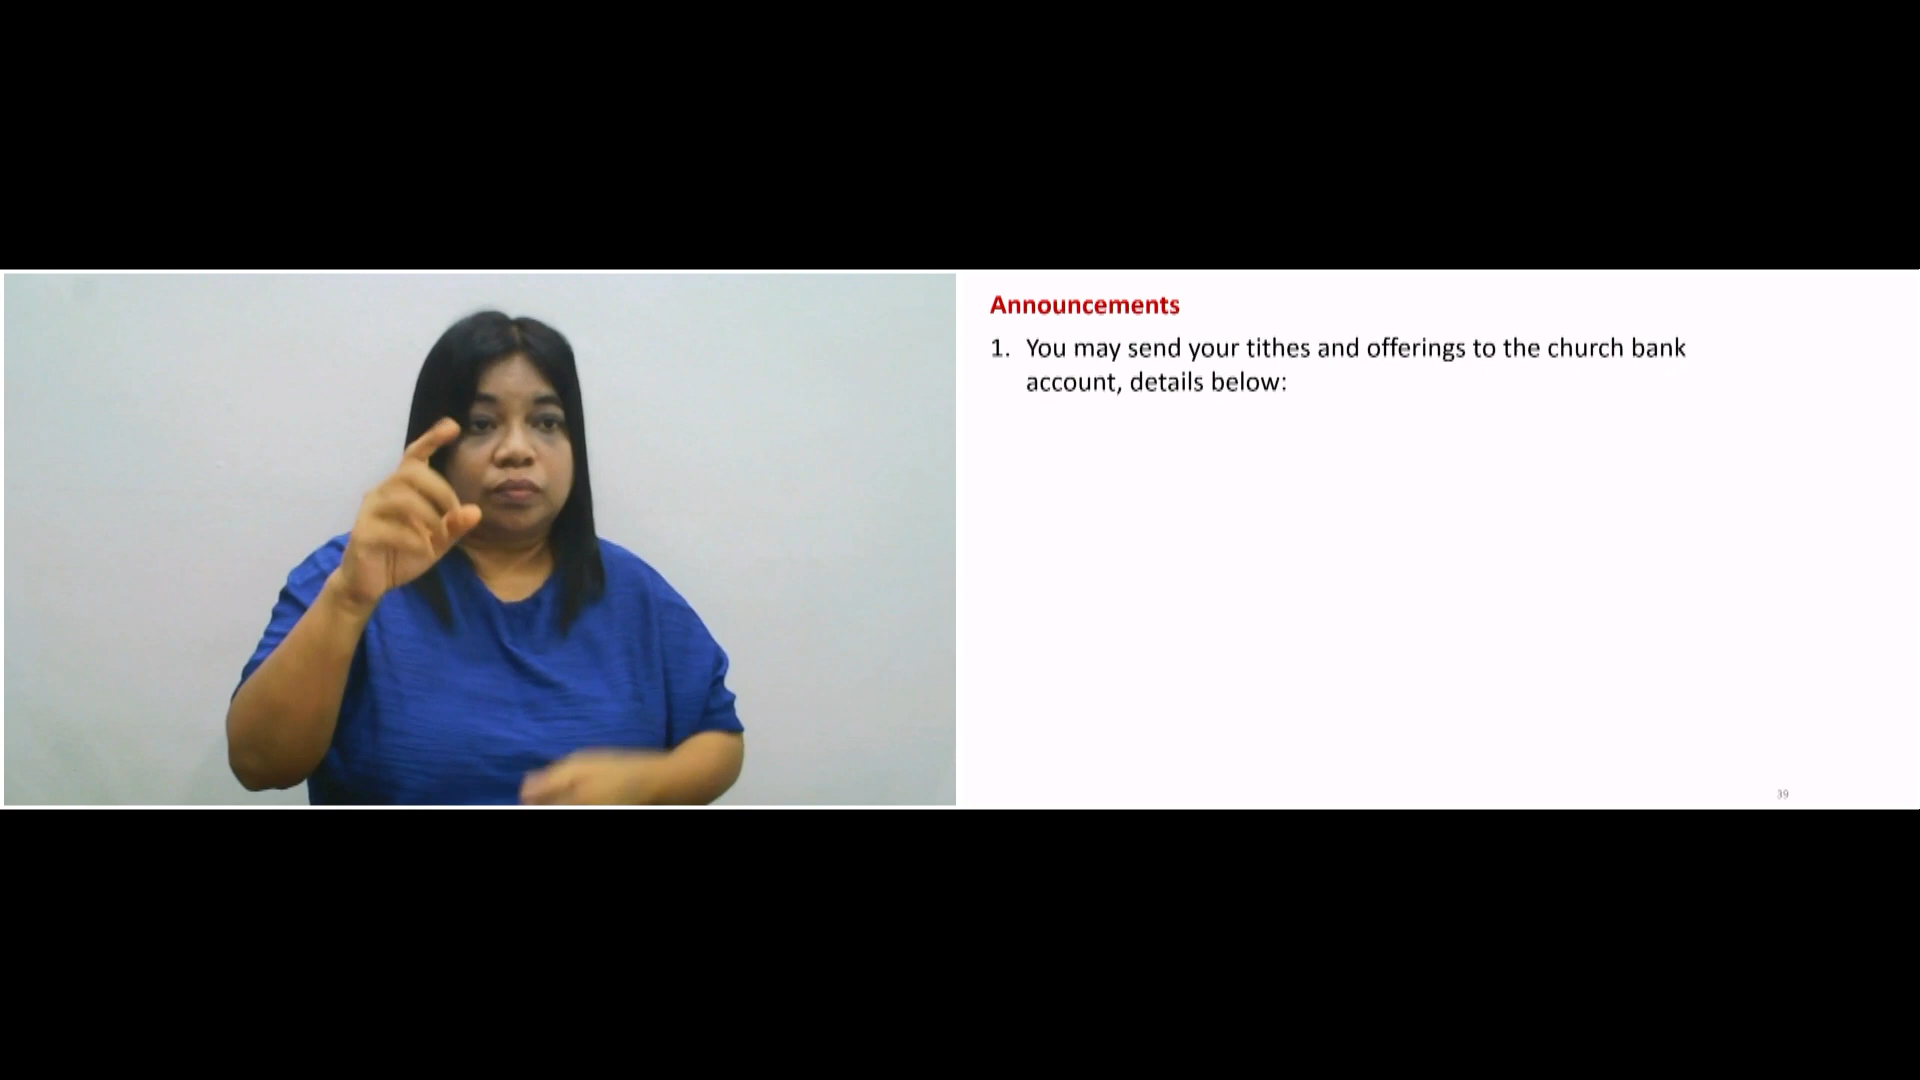 Announcements
1. You may send your tithes and offerings to the church bank
account, details below:
39